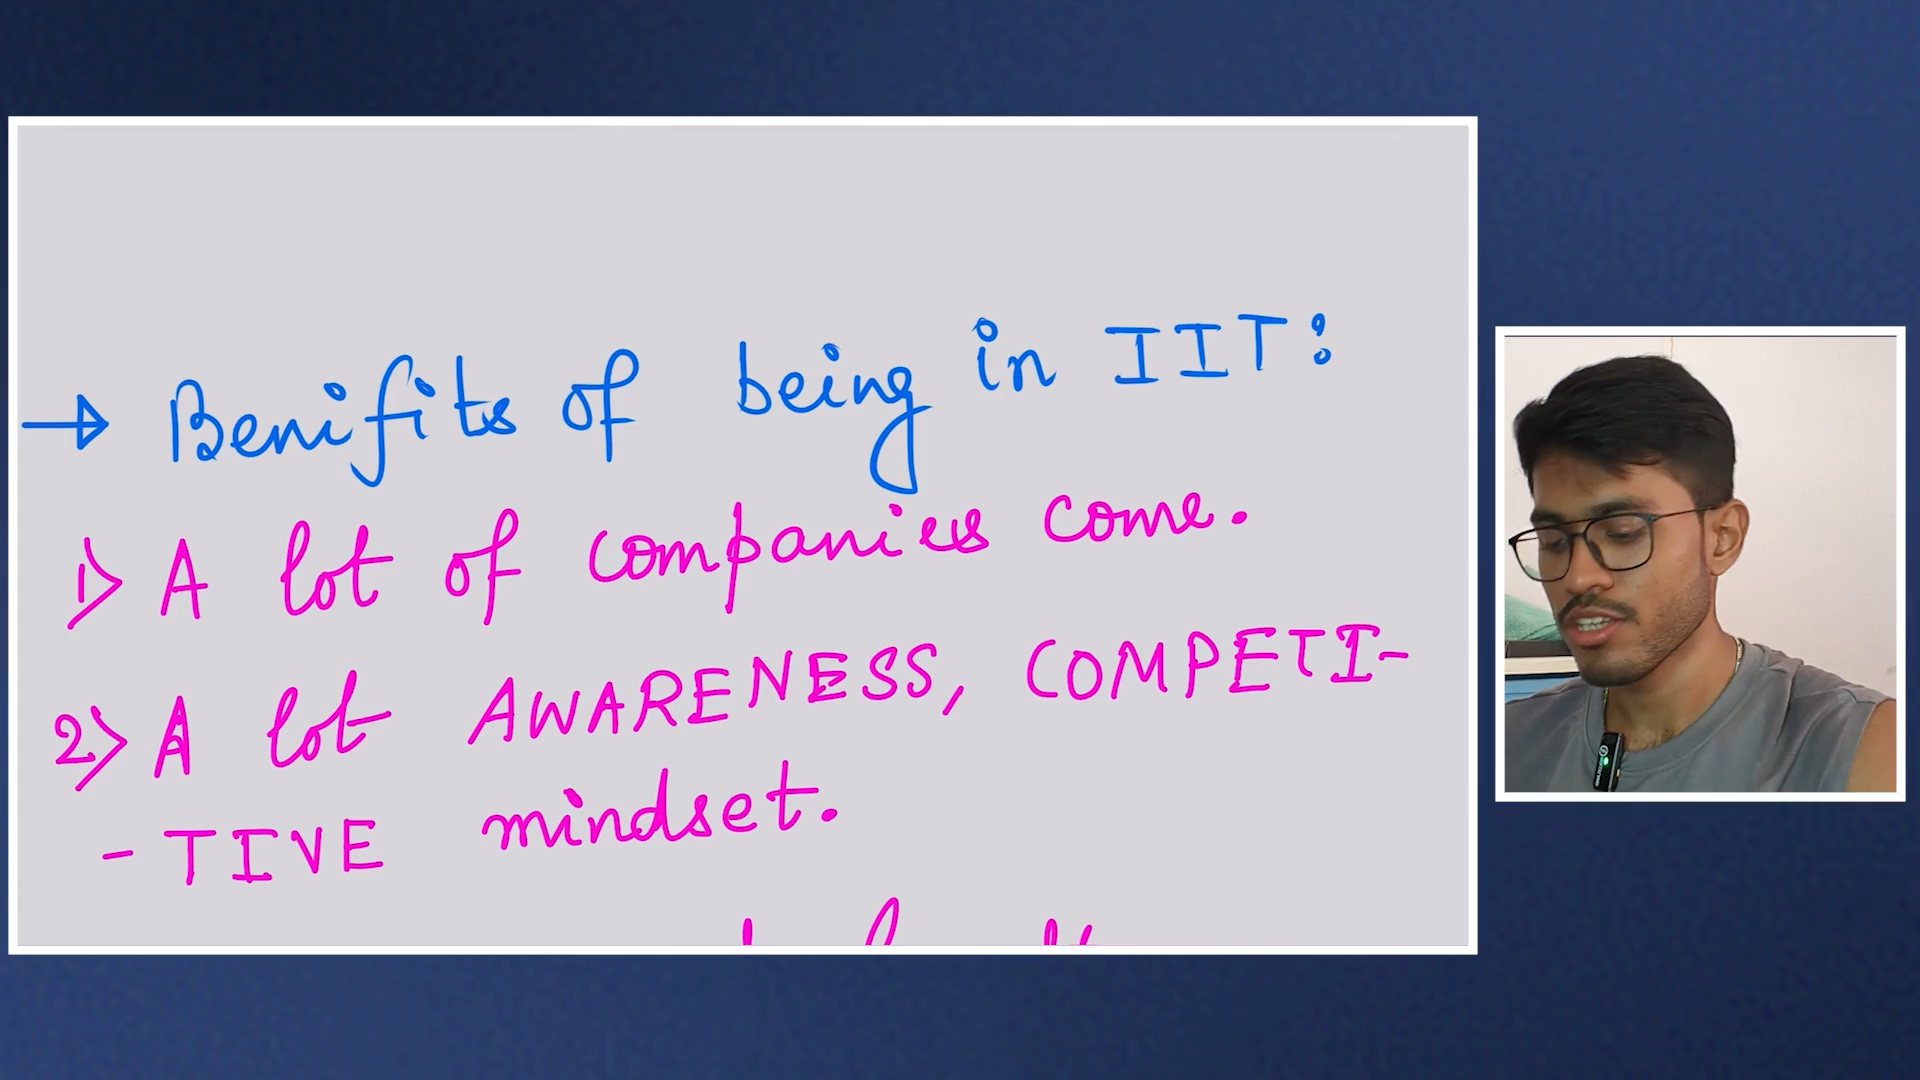 → Benifits of being in IIT:
1) A lot of companies come.
2) A lot AWARENESS, COMPETI-
- TIVE mindset.